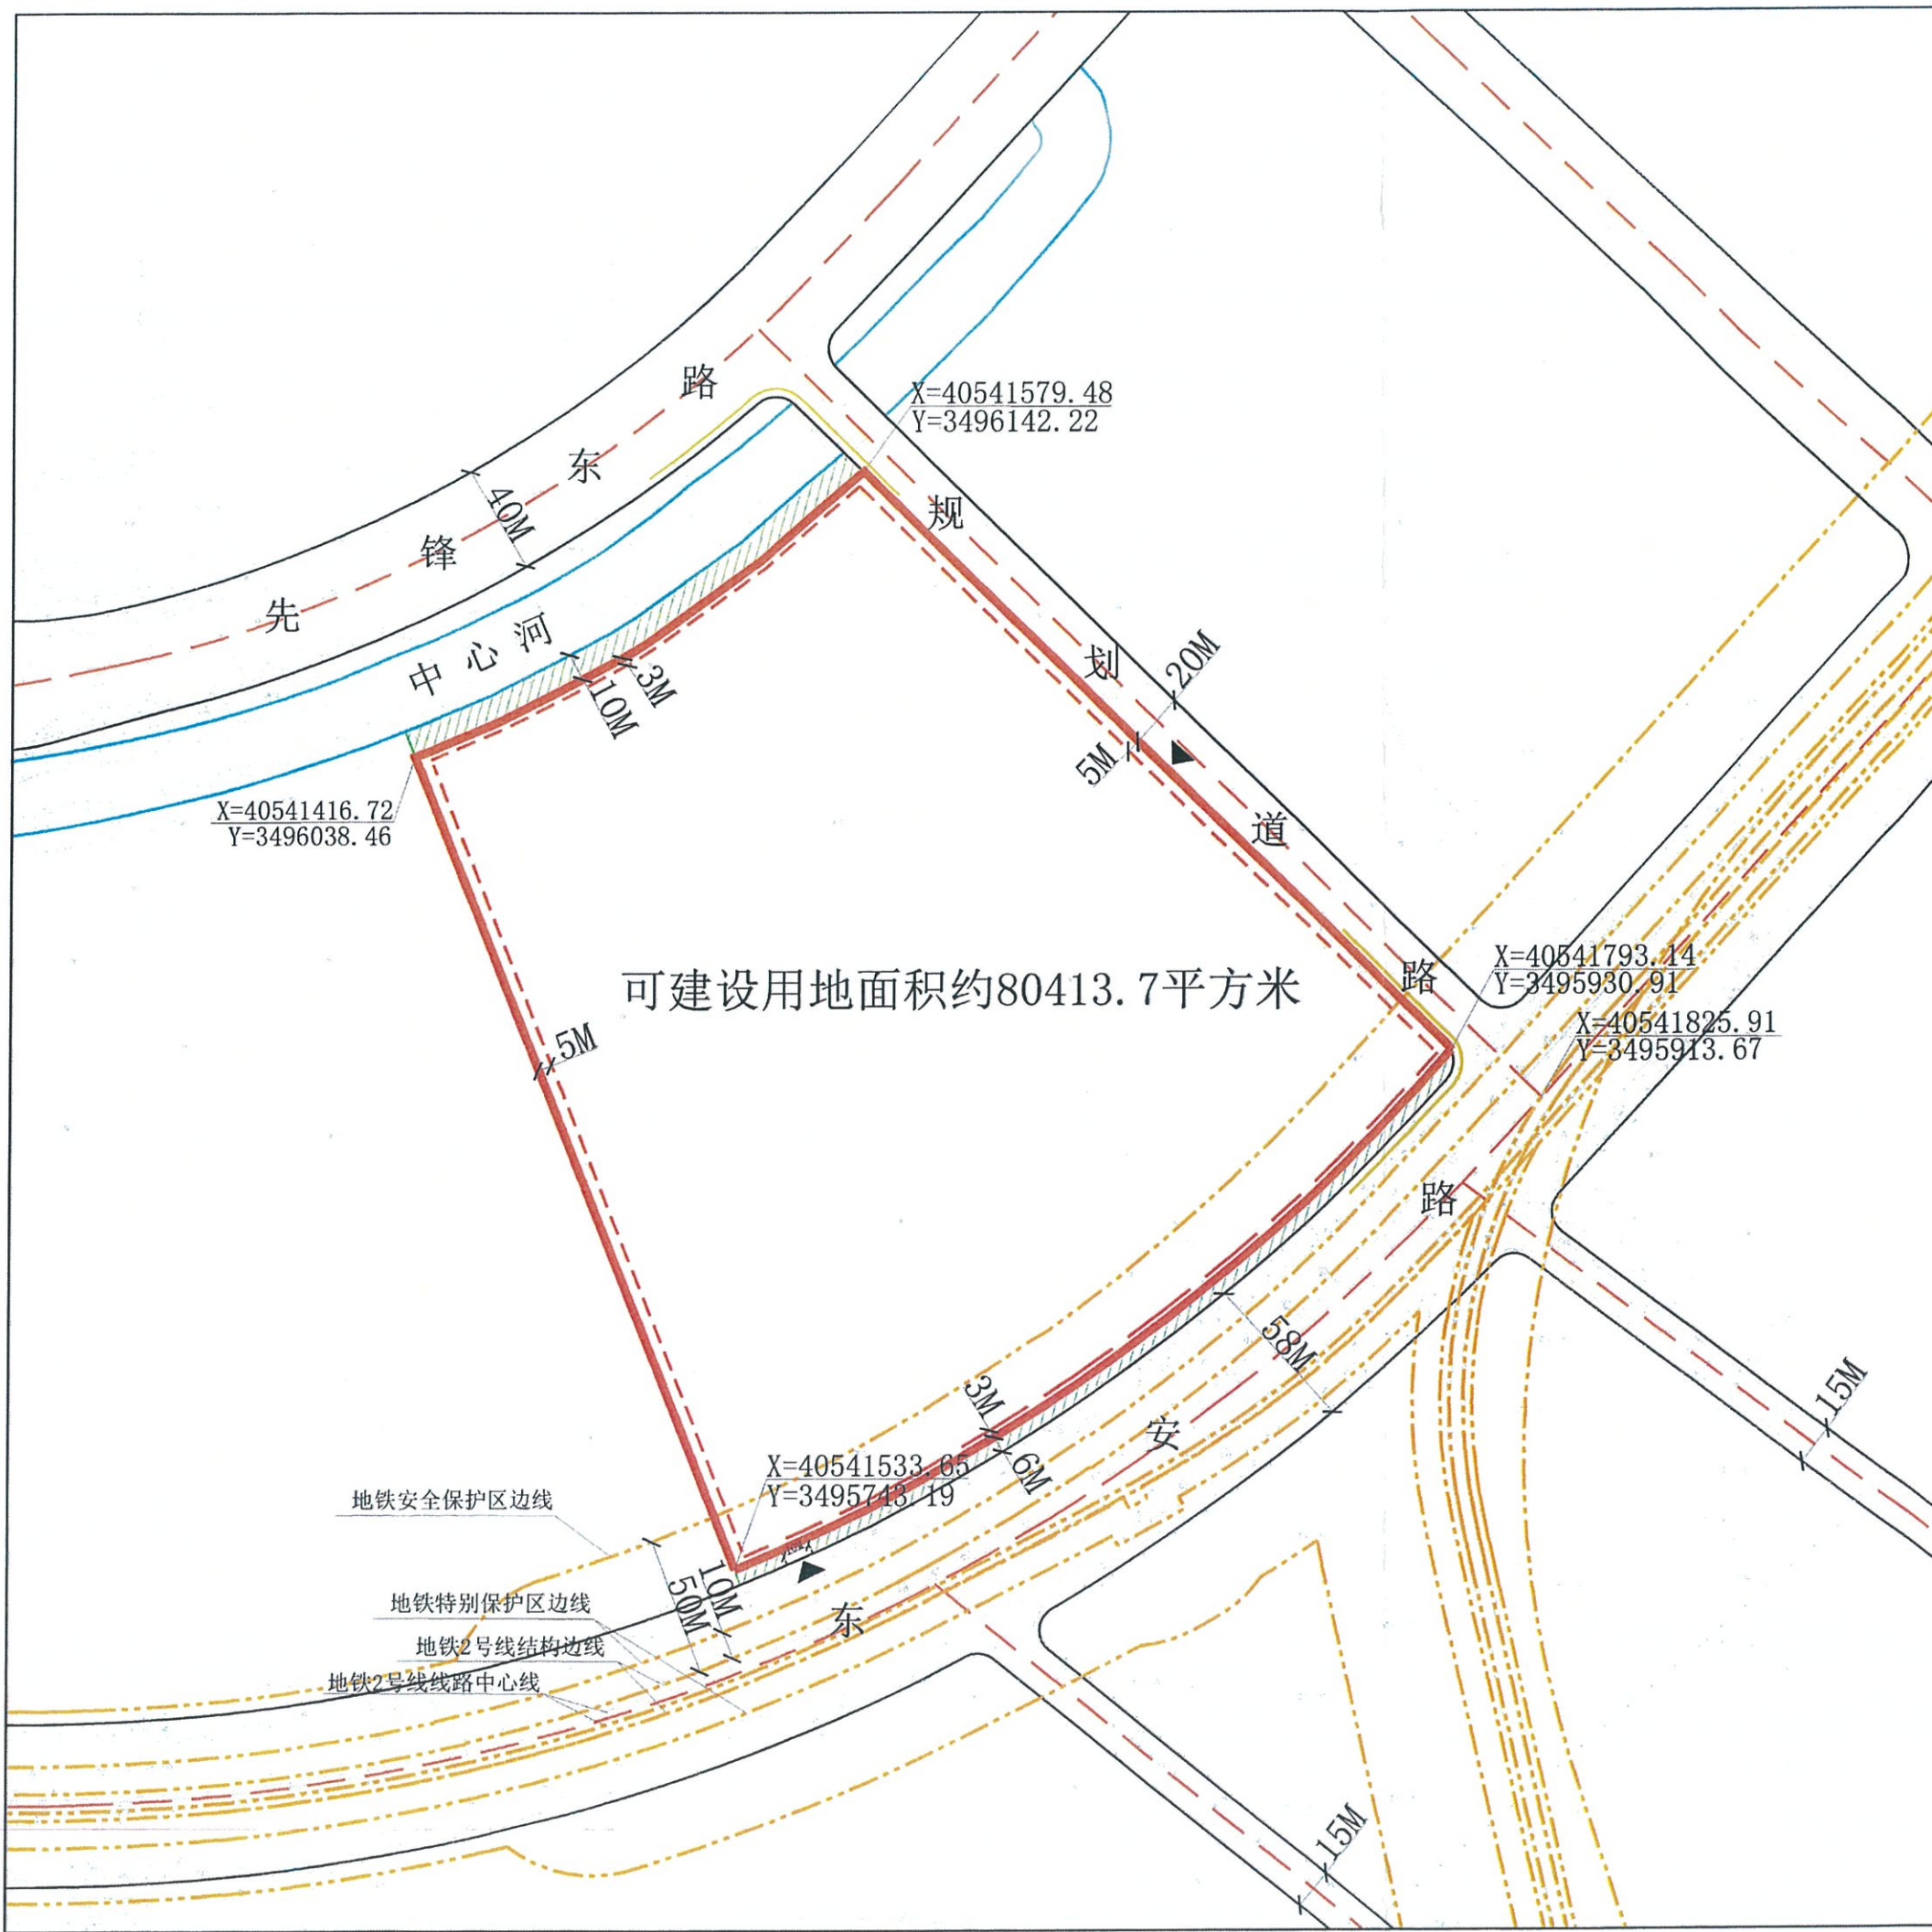 X=40541579.48
Y=3496142.22
先锋东路
40M
中心河
规划道路
20M
3M
10M
5M
X=40541416.72
Y=3496038.46
可建设用地面积约80413.7平方米
X=40541793.14
Y=3495930.91
X=40541825.91
Y=3495913.67
5M
58M
3M
6M
15M
X=40541533.65
Y=3495743.19
地铁安全保护区边线
10M
50M
地铁特别保护区边线
地铁2号线结构边线
地铁2号线线路中心线
东安路
15M